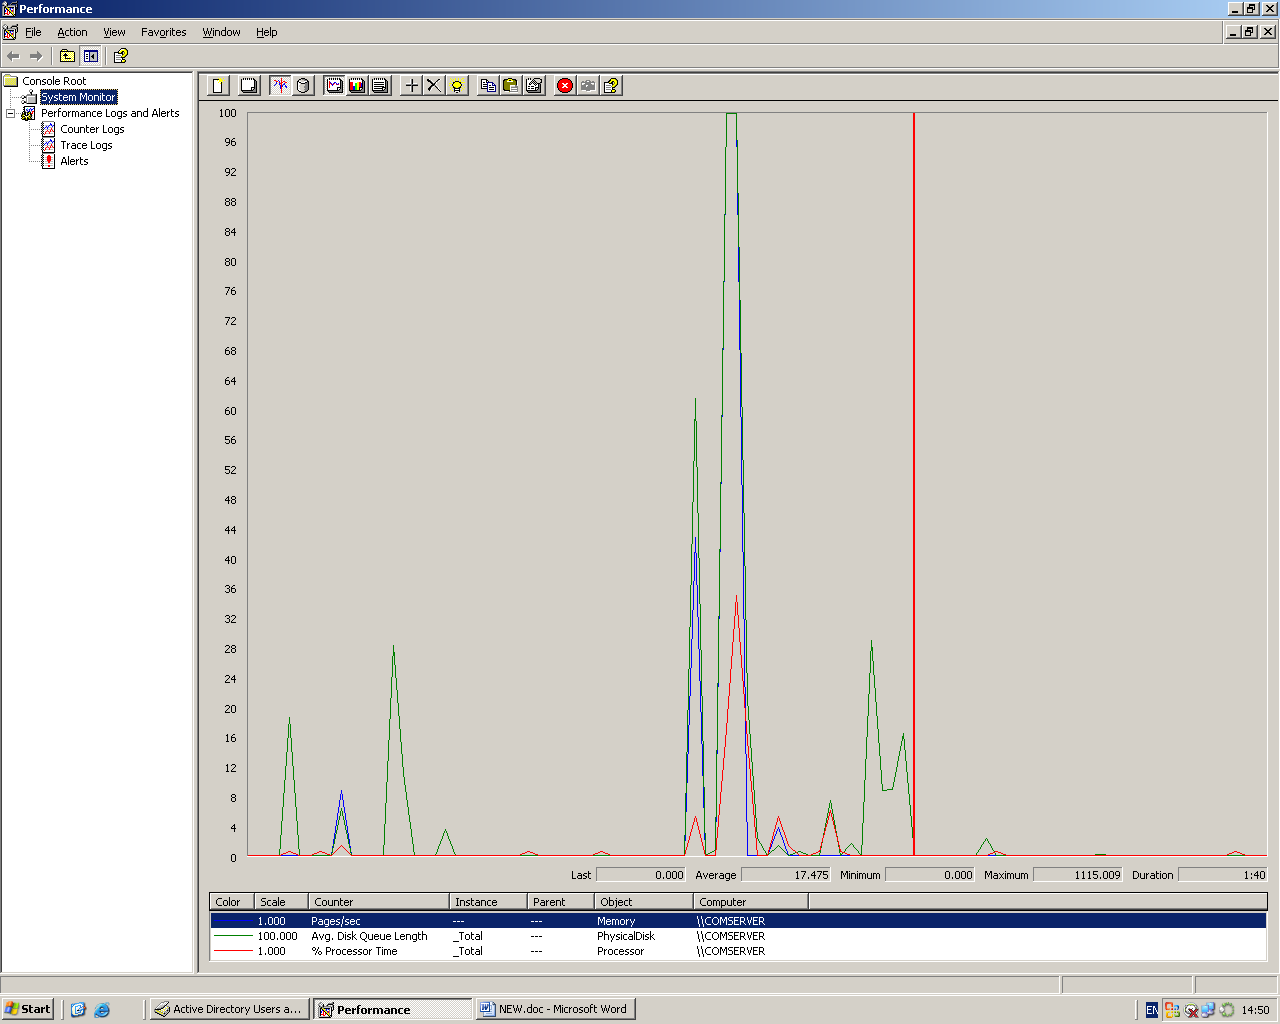 Performance
File Action View Favorites Window Help
Console Root
System Monitor
Performance Logs and Alerts
Counter Logs
Trace Logs
Alerts
100
96
92
88
84
80
76
72
68
64
60
56
52
48
44
40
36
32
28
24
20
16
12
8
4
0
Last 0.000 Average 17.475 Minimum 0.000 Maximum 1115.009 Duration 1:40
Color Scale Counter Instance Parent Object Computer
1.000 Pages/sec --- --- Memory \\COMSERVER
100.000 Avg. Disk Queue Length _Total --- PhysicalDisk \\COMSERVER
1.000 % Processor Time _Total --- Processor \\COMSERVER
Start Active Directory Users a... Performance NEW.doc - Microsoft Word EN 14:50